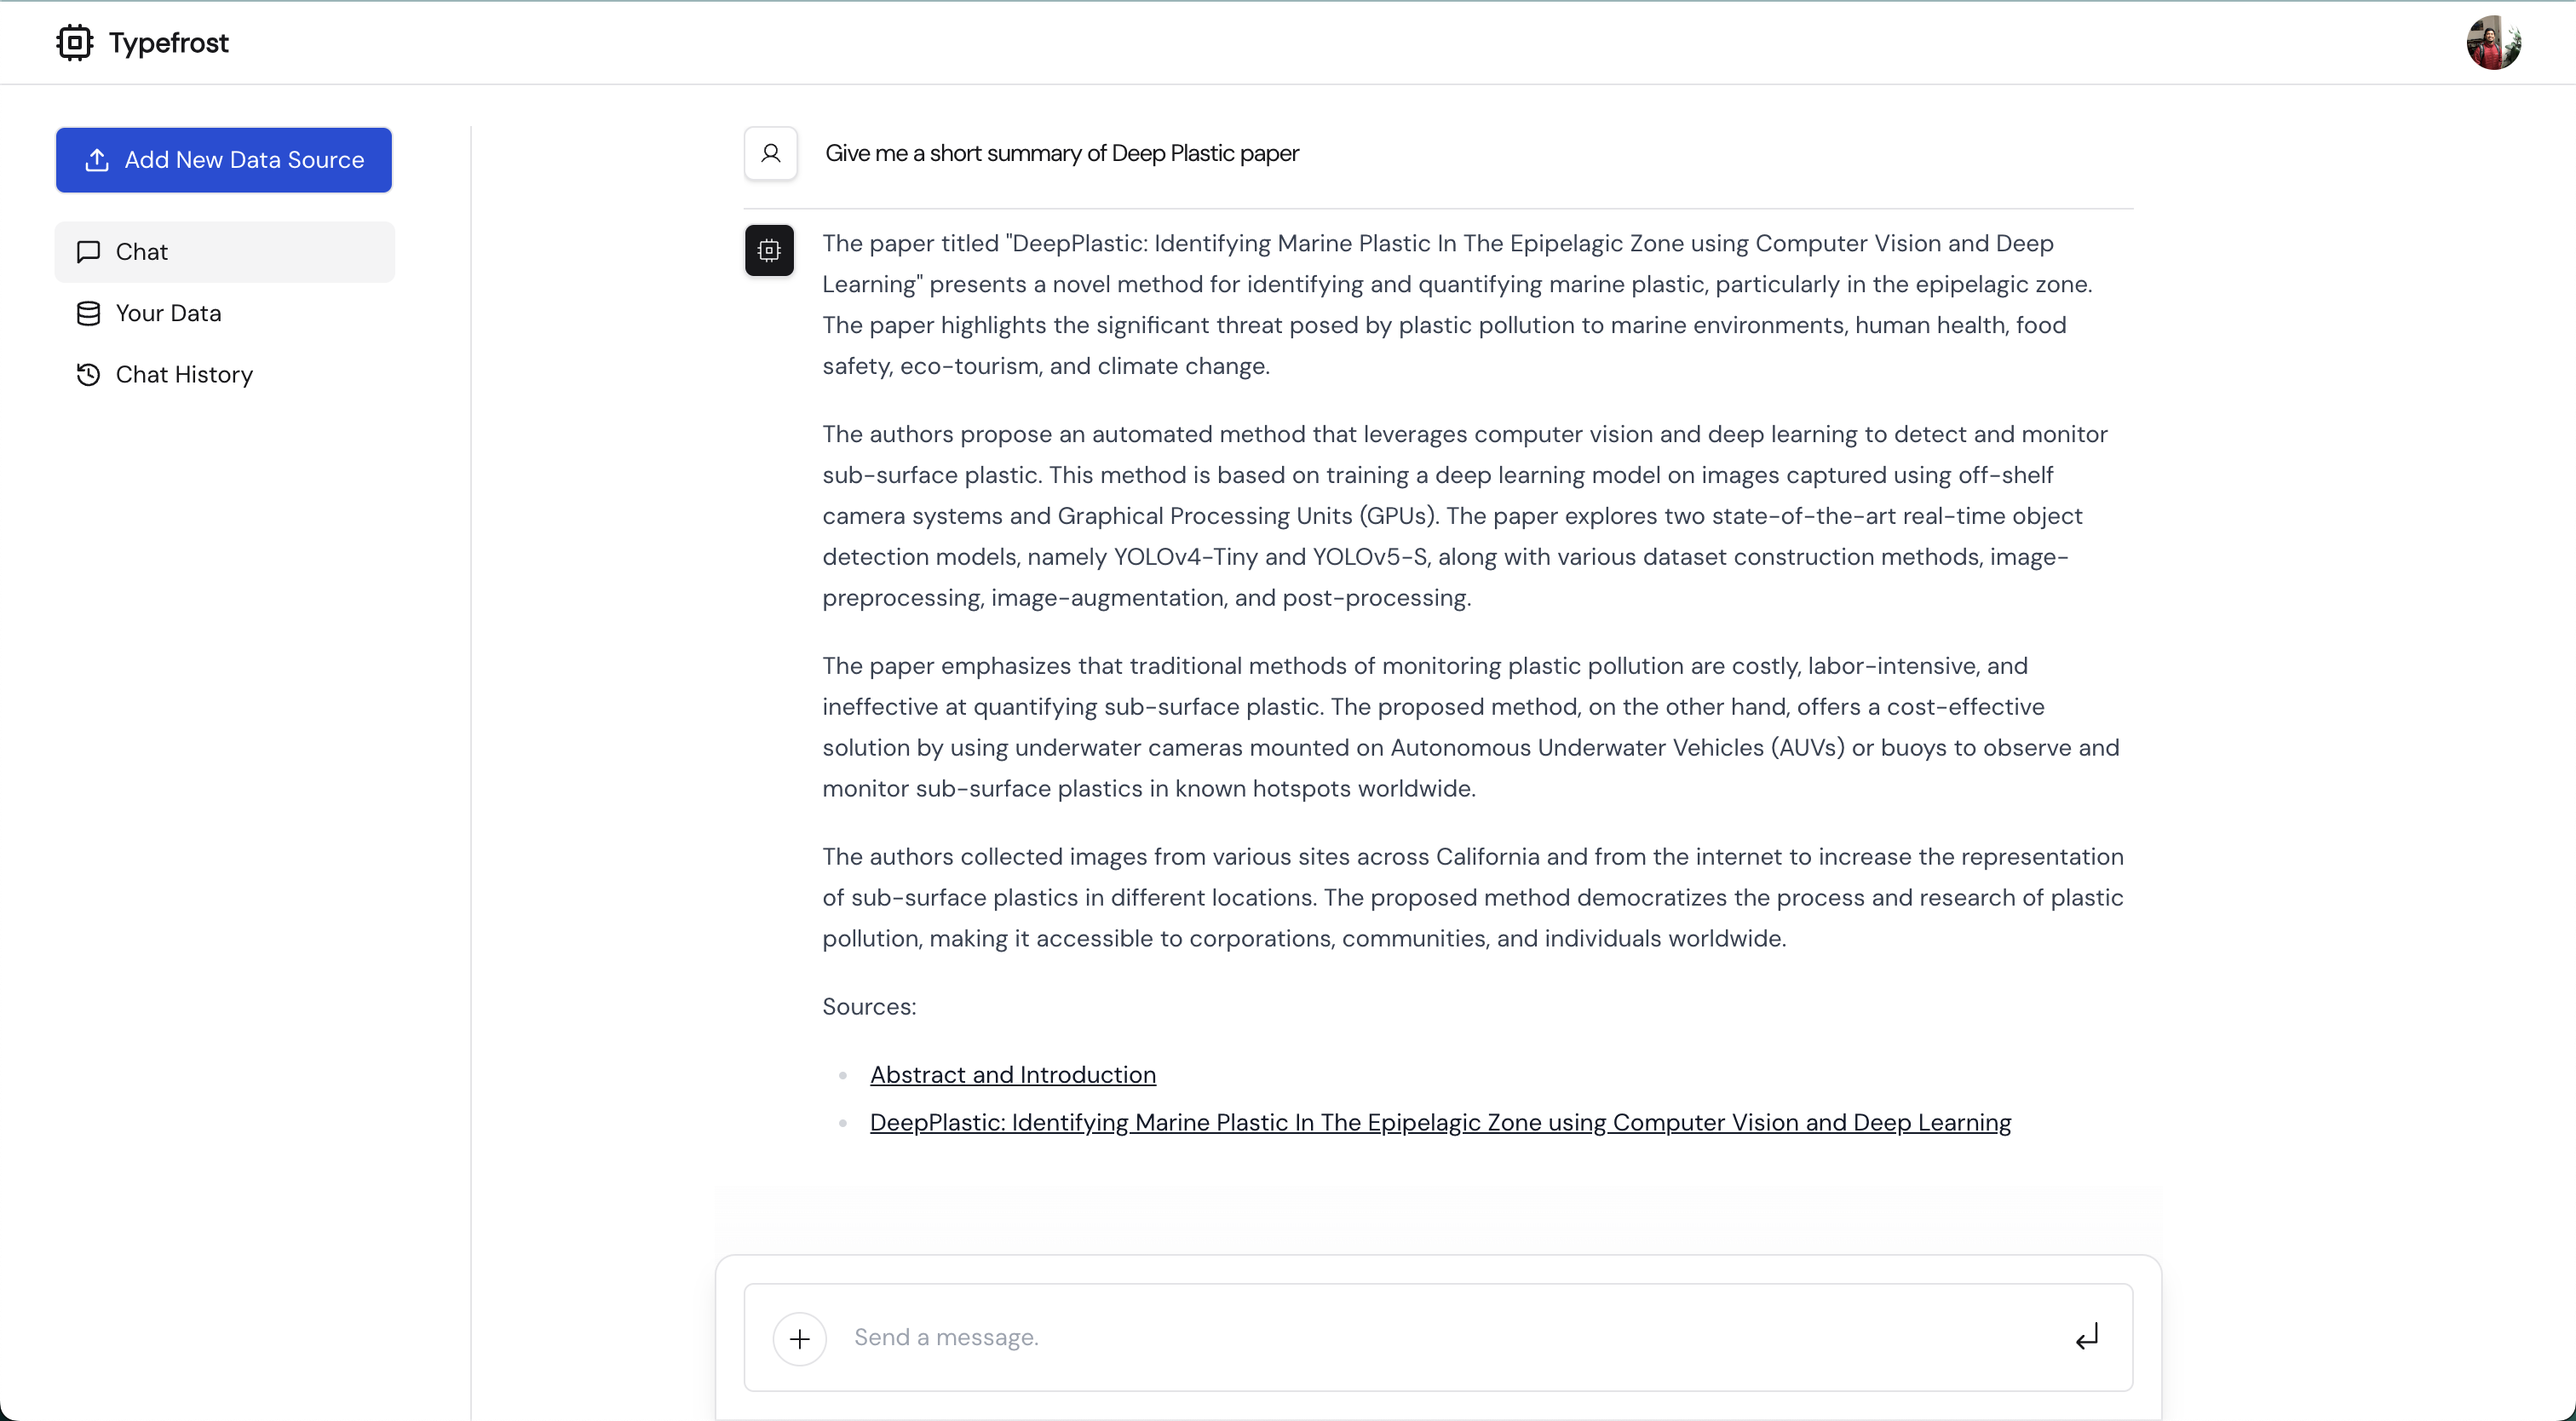 Typefrost
Add New Data Source
Chat
Your Data
Chat History
Give me a short summary of Deep Plastic paper
The paper titled "DeepPlastic: Identifying Marine Plastic In The Epipelagic Zone using Computer Vision and Deep
Learning" presents a novel method for identifying and quantifying marine plastic, particularly in the epipelagic zone.
The paper highlights the significant threat posed by plastic pollution to marine environments, human health, food
safety, eco-tourism, and climate change.
The authors propose an automated method that leverages computer vision and deep learning to detect and monitor
sub-surface plastic. This method is based on training a deep learning model on images captured using off-shelf
camera systems and Graphical Processing Units (GPUs). The paper explores two state-of-the-art real-time object
detection models, namely YOLOv4-Tiny and YOLOv5-S, along with various dataset construction methods, image-
preprocessing, image-augmentation, and post-processing.
The paper emphasizes that traditional methods of monitoring plastic pollution are costly, labor-intensive, and
ineffective at quantifying sub-surface plastic. The proposed method, on the other hand, offers a cost-effective
solution by using underwater cameras mounted on Autonomous Underwater Vehicles (AUVs) or buoys to observe and
monitor sub-surface plastics in known hotspots worldwide.
The authors collected images from various sites across California and from the internet to increase the representation
of sub-surface plastics in different locations. The proposed method democratizes the process and research of plastic
pollution, making it accessible to corporations, communities, and individuals worldwide.
Sources:
Abstract and Introduction
DeepPlastic: Identifying Marine Plastic In The Epipelagic Zone using Computer Vision and Deep Learning
Send a message.